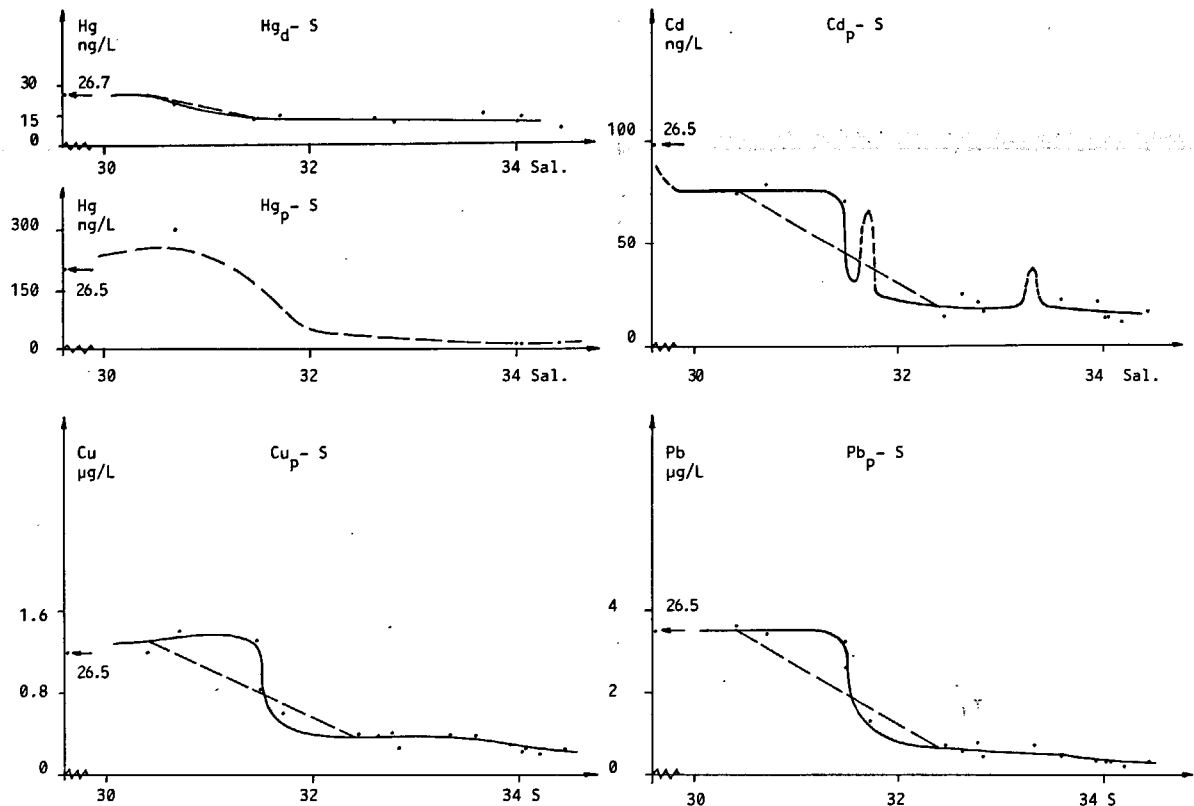 Hg
ng/L
Hg_d - S
26.7
30
15
0
30 32 34 Sal.
Hg
ng/L
Hg_p - S
300
150
0
26.5
30 32 34 Sal.
Cd
ng/L
Cd_p - S
100
50
0
26.5
30 32 34 Sal.
Cu
µg/L
Cu_p - S
1.6
0.8
0
26.5
30 32 34 S
Pb
µg/L
Pb_p - S
4
2
0
26.5
30 32 34 S